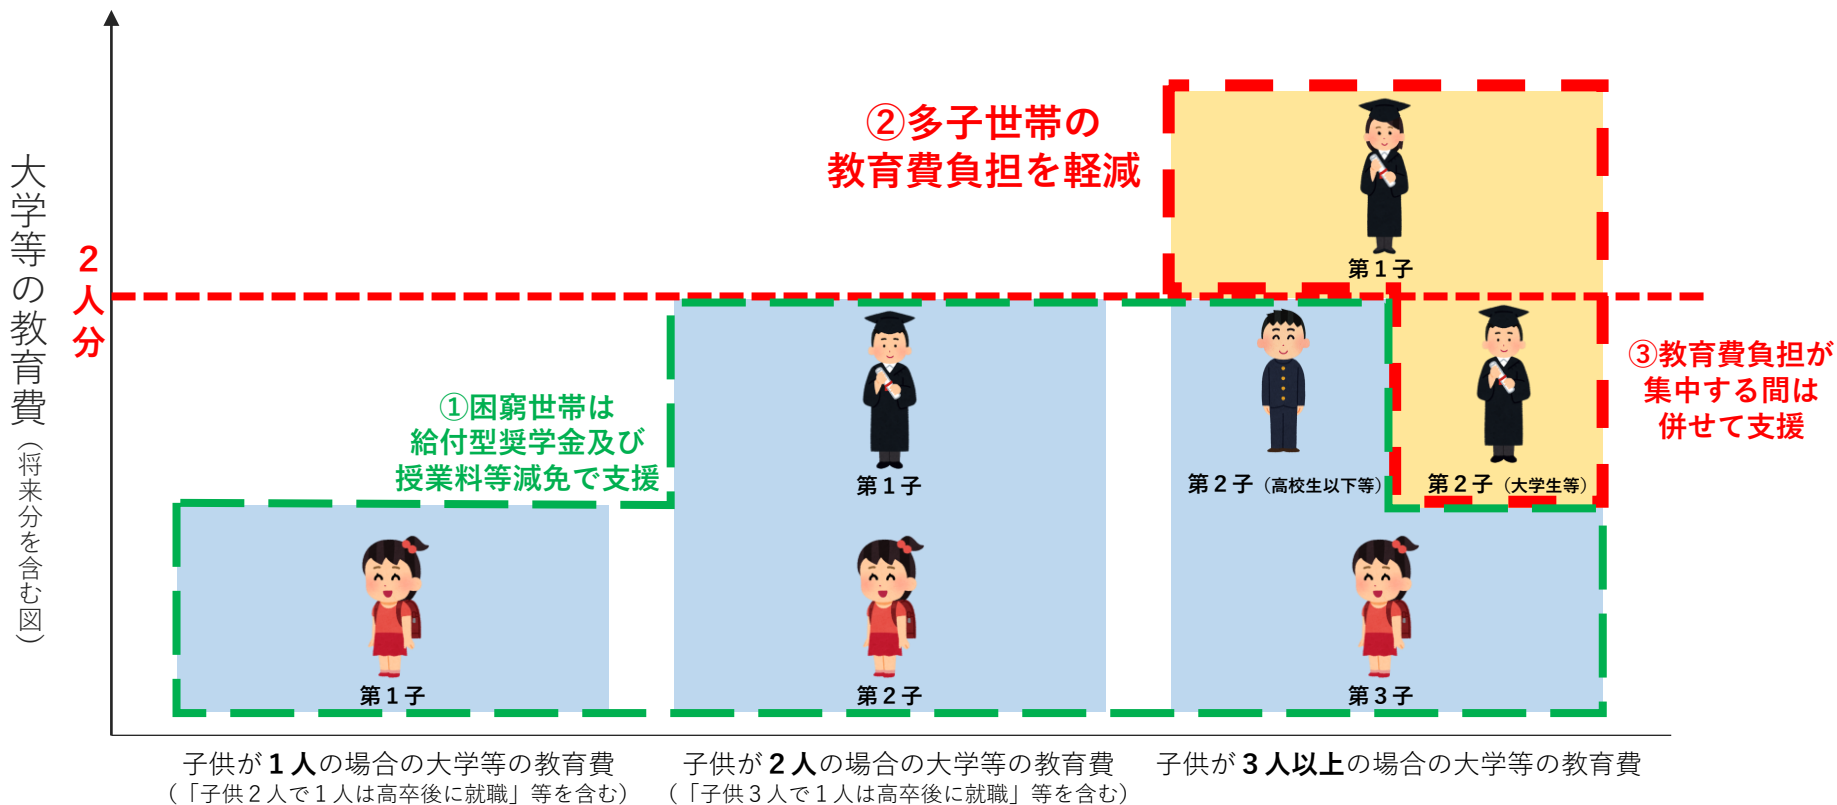 大学等の教育費（将来分を含む図）
2人分
②多子世帯の
教育費負担を軽減
第1子
①困窮世帯は
給付型奨学金及び
授業料等減免で支援
③教育費負担が
集中する間は
併せて支援
第1子
第2子（高校生以下等）
第2子（大学生等）
第1子
第2子
第3子
子供が1人の場合の大学等の教育費
（「子供2人で1人は高卒後に就職」等を含む）
子供が2人の場合の大学等の教育費
（「子供3人で1人は高卒後に就職」等を含む）
子供が3人以上の場合の大学等の教育費